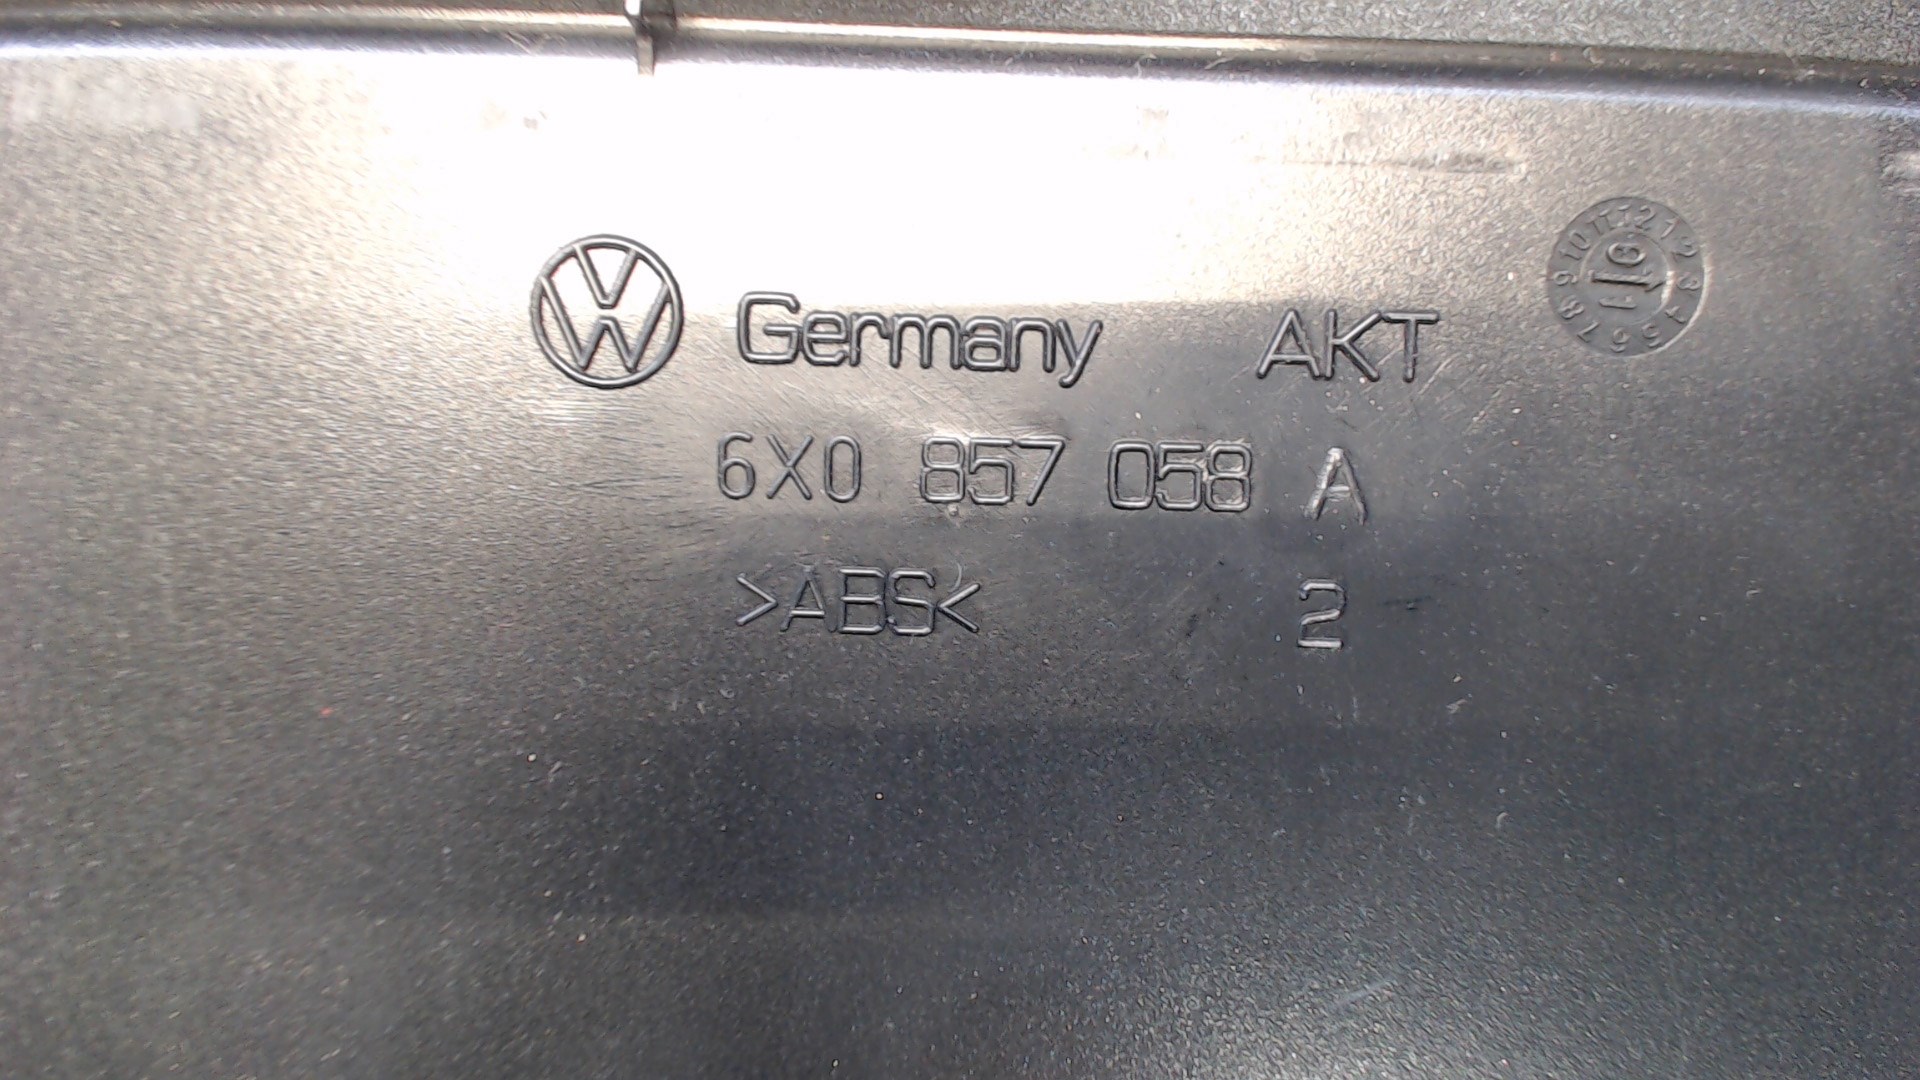 Germany AKT
6X0 857 058 A
>ABS< 2